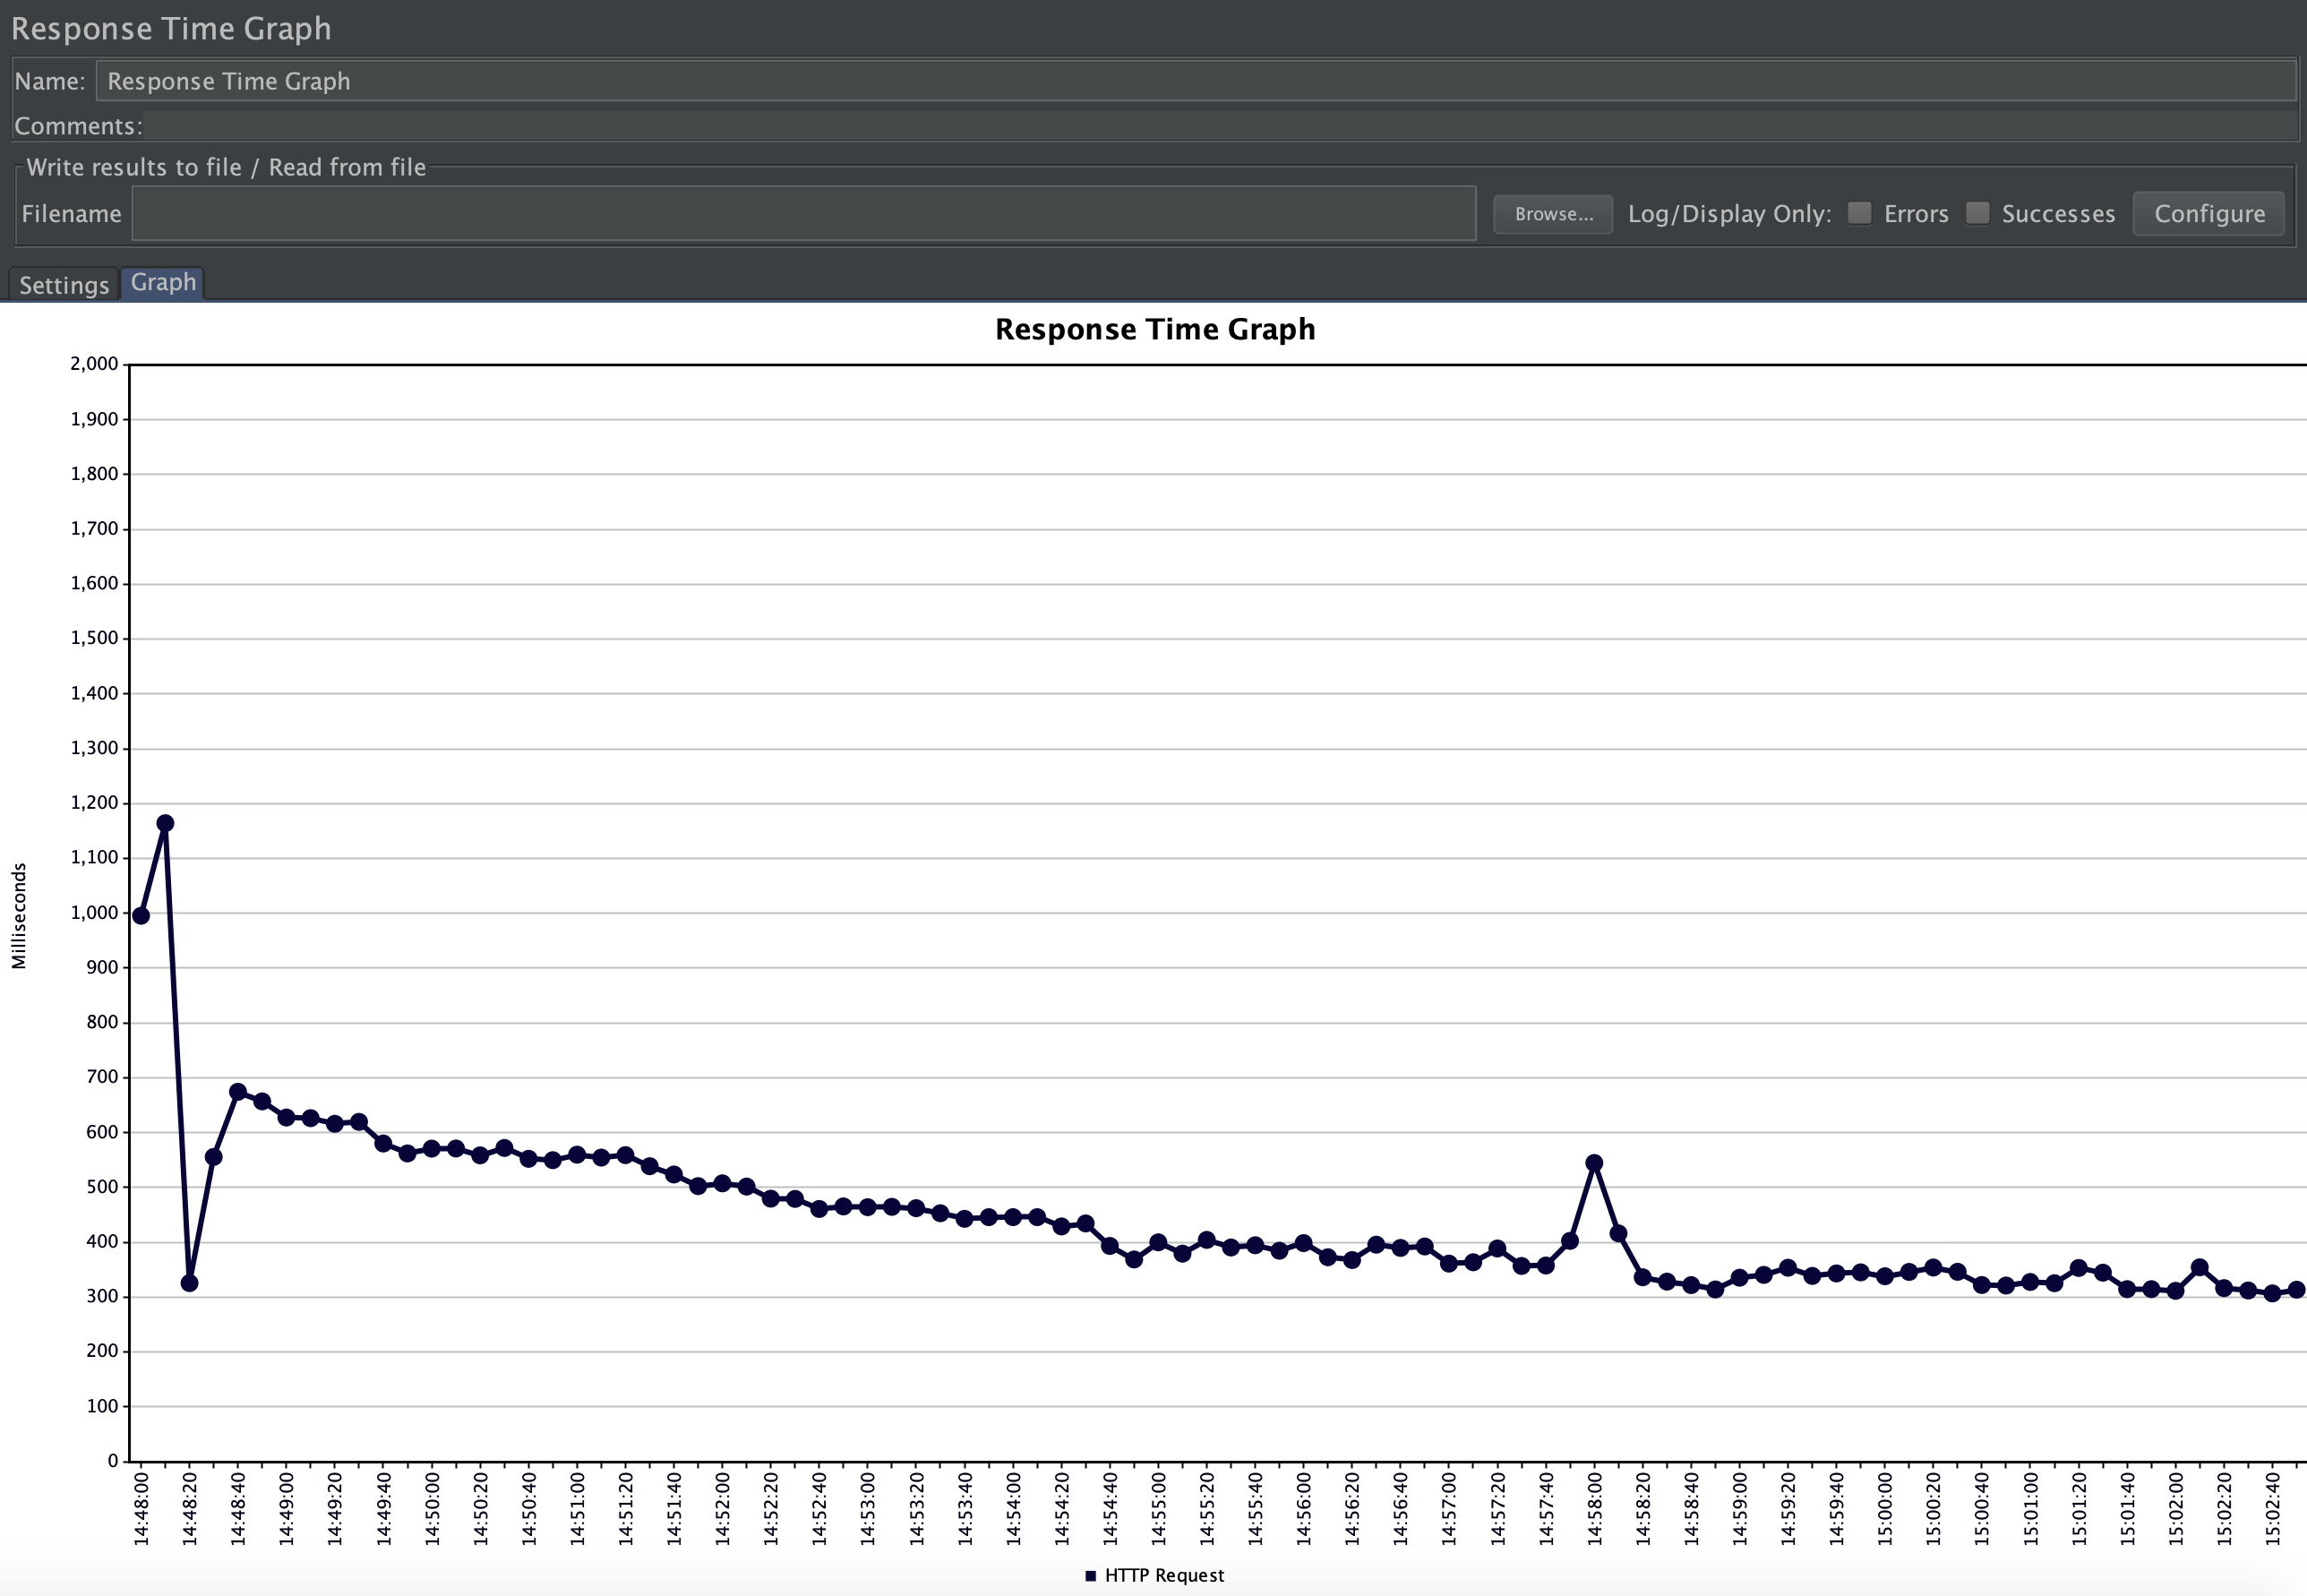 Response Time Graph
Name: Response Time Graph
Comments:
Write results to file / Read from file
Filename Browse... Log/Display Only: Errors Successes Configure
Settings Graph
Response Time Graph
2,000
1,900
1,800
1,700
1,600
1,500
1,400
1,300
1,200
1,100
1,000
900
800
700
600
500
400
300
200
100
0
Milliseconds
14:48:00 14:48:20 14:48:40 14:49:00 14:49:20 14:49:40 14:50:00 14:50:20 14:50:40 14:51:00 14:51:20 14:51:40 14:52:00 14:52:20 14:52:40 14:53:00 14:53:20 14:53:40 14:54:00 14:54:20 14:54:40 14:55:00 14:55:20 14:55:40 14:56:00 14:56:20 14:56:40 14:57:00 14:57:20 14:57:40 14:58:00 14:58:20 14:58:40 14:59:00 14:59:20 14:59:40 15:00:00 15:00:20 15:00:40 15:01:00 15:01:20 15:01:40 15:02:00 15:02:20 15:02:40
HTTP Request